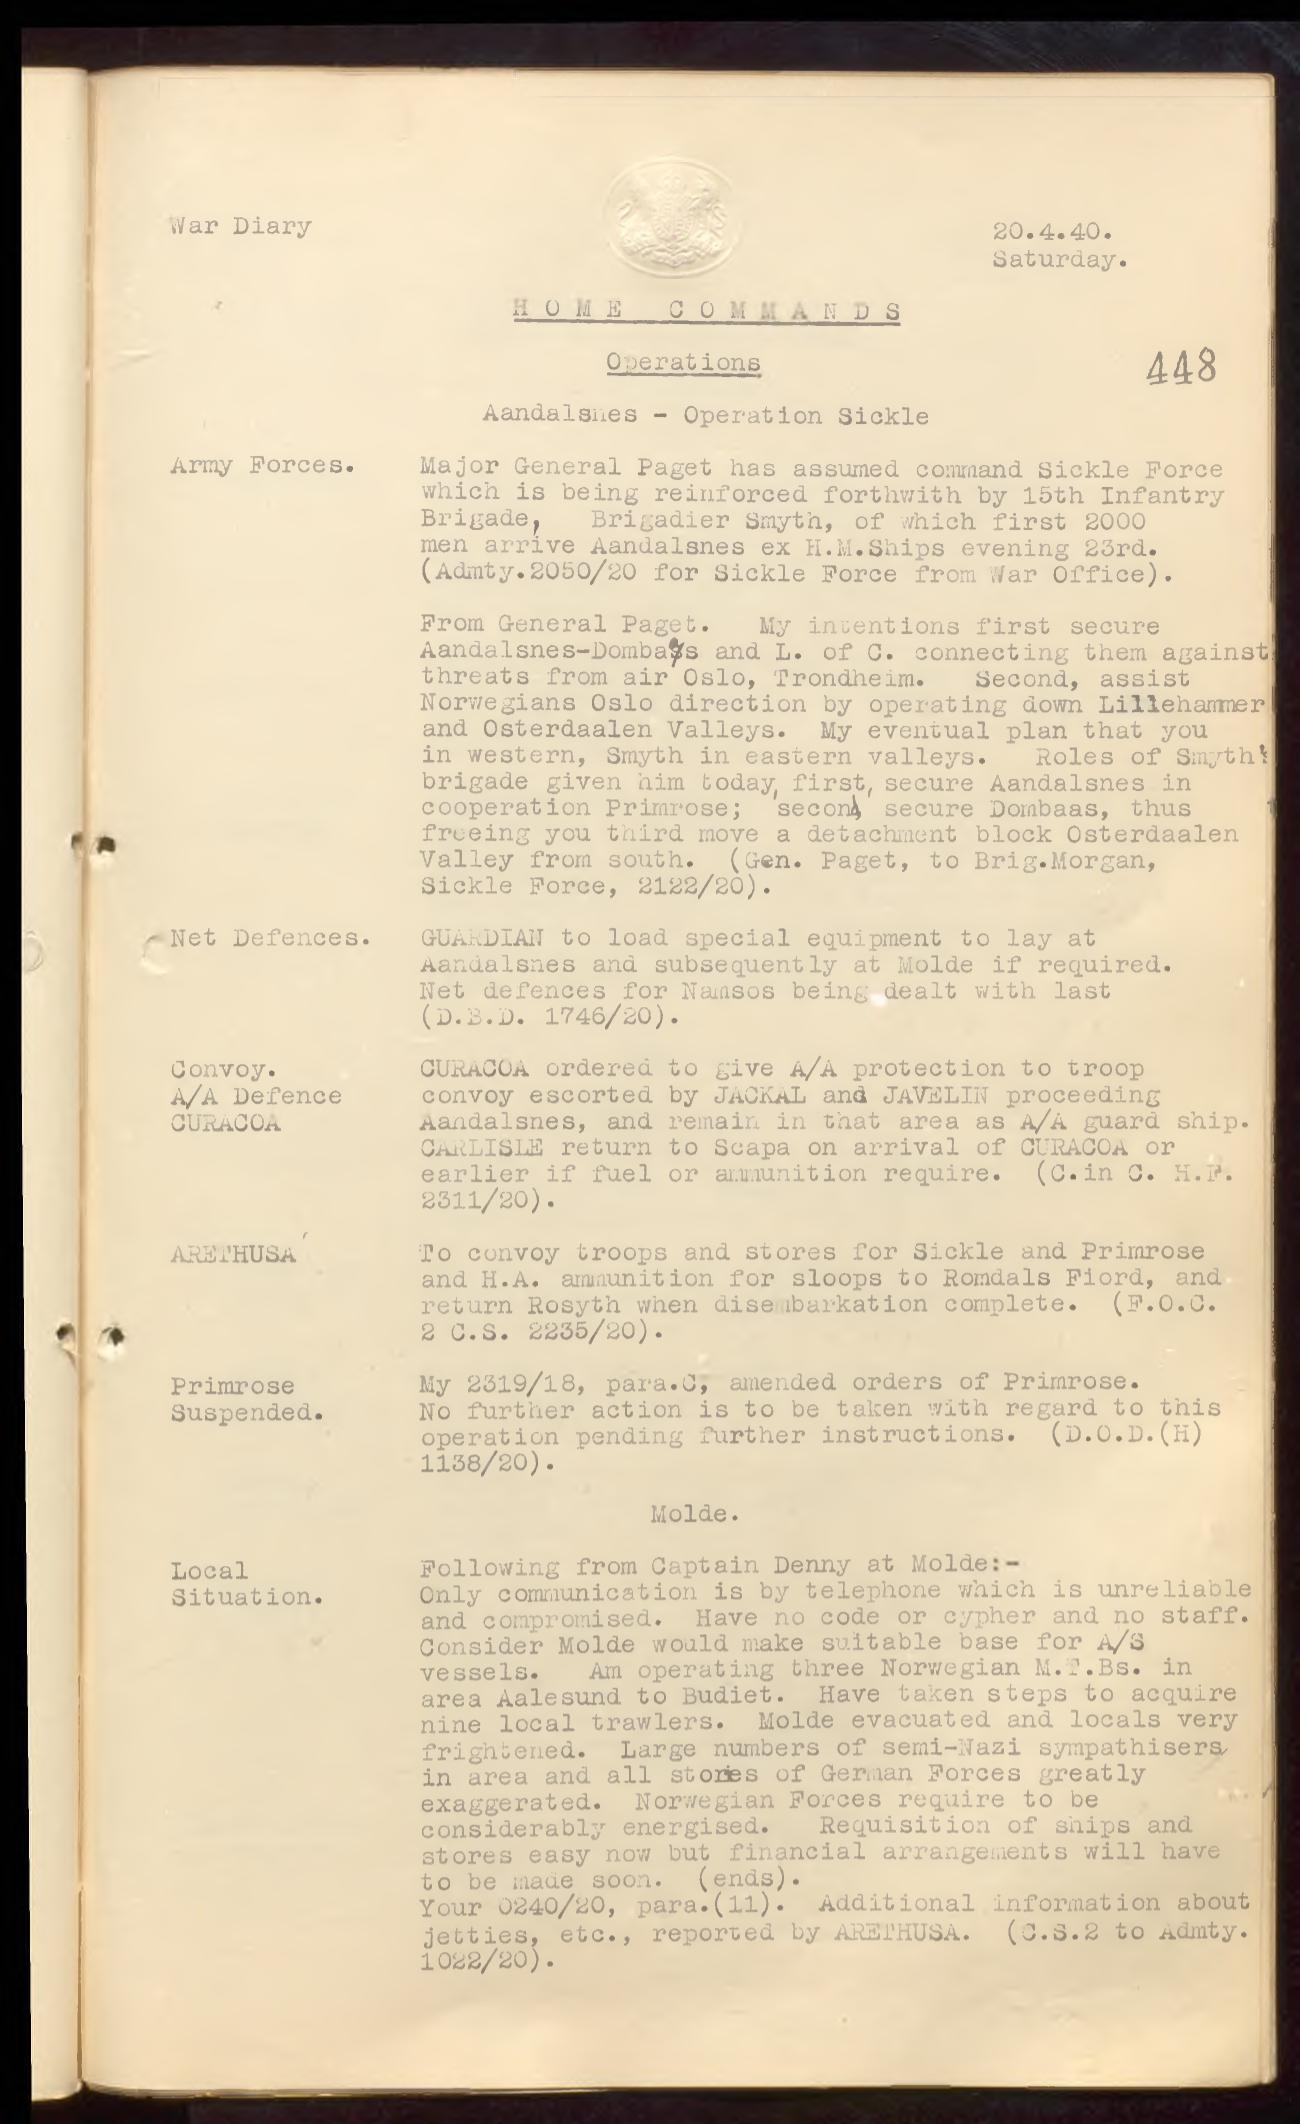 War Diary
20.4.40.
Saturday.
HOME COMMANDS
Operations
448
Aandalsnes - Operation Sickle
Army Forces.
Major General Paget has assumed command Sickle Force
which is being reinforced forthwith by 15th Infantry
Brigade, Brigadier Smyth, of which first 2000
men arrive Aandalsnes ex H.M.Ships evening 23rd.
(Admty.2050/20 for Sickle Force from War Office).
From General Paget. My intentions first secure
Aandalsnes-Dombaas and L. of C. connecting them against
threats from air Oslo, Trondheim. Second, assist
Norwegians Oslo direction by operating down Lillehammer
and Osterdaalen Valleys. My eventual plan that you
in western, Smyth in eastern valleys. Roles of Smyth's
brigade given him today, first, secure Aandalsnes in
cooperation Primrose; second, secure Dombaas, thus
freeing you third move a detachment block Osterdaalen
Valley from south. (Gen. Paget, to Brig.Morgan,
Sickle Force, 2122/20).
Net Defences.
GUARDIAN to load special equipment to lay at
Aandalsnes and subsequently at Molde if required.
Net defences for Namsos being dealt with last
(D.B.D. 1746/20).
Convoy.
A/A Defence
CURACOA
CURACOA ordered to give A/A protection to troop
convoy escorted by JACKAL and JAVELIN proceeding
Aandalsnes, and remain in that area as A/A guard ship.
CARLISLE return to Scapa on arrival of CURACOA or
earlier if fuel or ammunition require. (C.in C. H.F.
2311/20).
ARETHUSA
To convoy troops and stores for Sickle and Primrose
and H.A. ammunition for sloops to Romdals Fiord, and
return Rosyth when disembarkation complete. (F.O.C.
2 C.S. 2235/20).
Primrose
Suspended.
My 2319/18, para.C, amended orders of Primrose.
No further action is to be taken with regard to this
operation pending further instructions. (D.O.D.(H)
1138/20).
Molde.
Local
Situation.
Following from Captain Denny at Molde:-
Only communication is by telephone which is unreliable
and compromised. Have no code or cypher and no staff.
Consider Molde would make suitable base for A/S
vessels. Am operating three Norwegian M.T.Bs. in
area Aalesund to Budiet. Have taken steps to acquire
nine local trawlers. Molde evacuated and locals very
frightened. Large numbers of semi-Nazi sympathisers
in area and all stories of German Forces greatly
exaggerated. Norwegian Forces require to be
considerably energised. Requisition of ships and
stores easy now but financial arrangements will have
to be made soon. (ends).
Your 0240/20, para.(11). Additional information about
jetties, etc., reported by ARETHUSA. (C.S.2 to Admty.
1022/20).